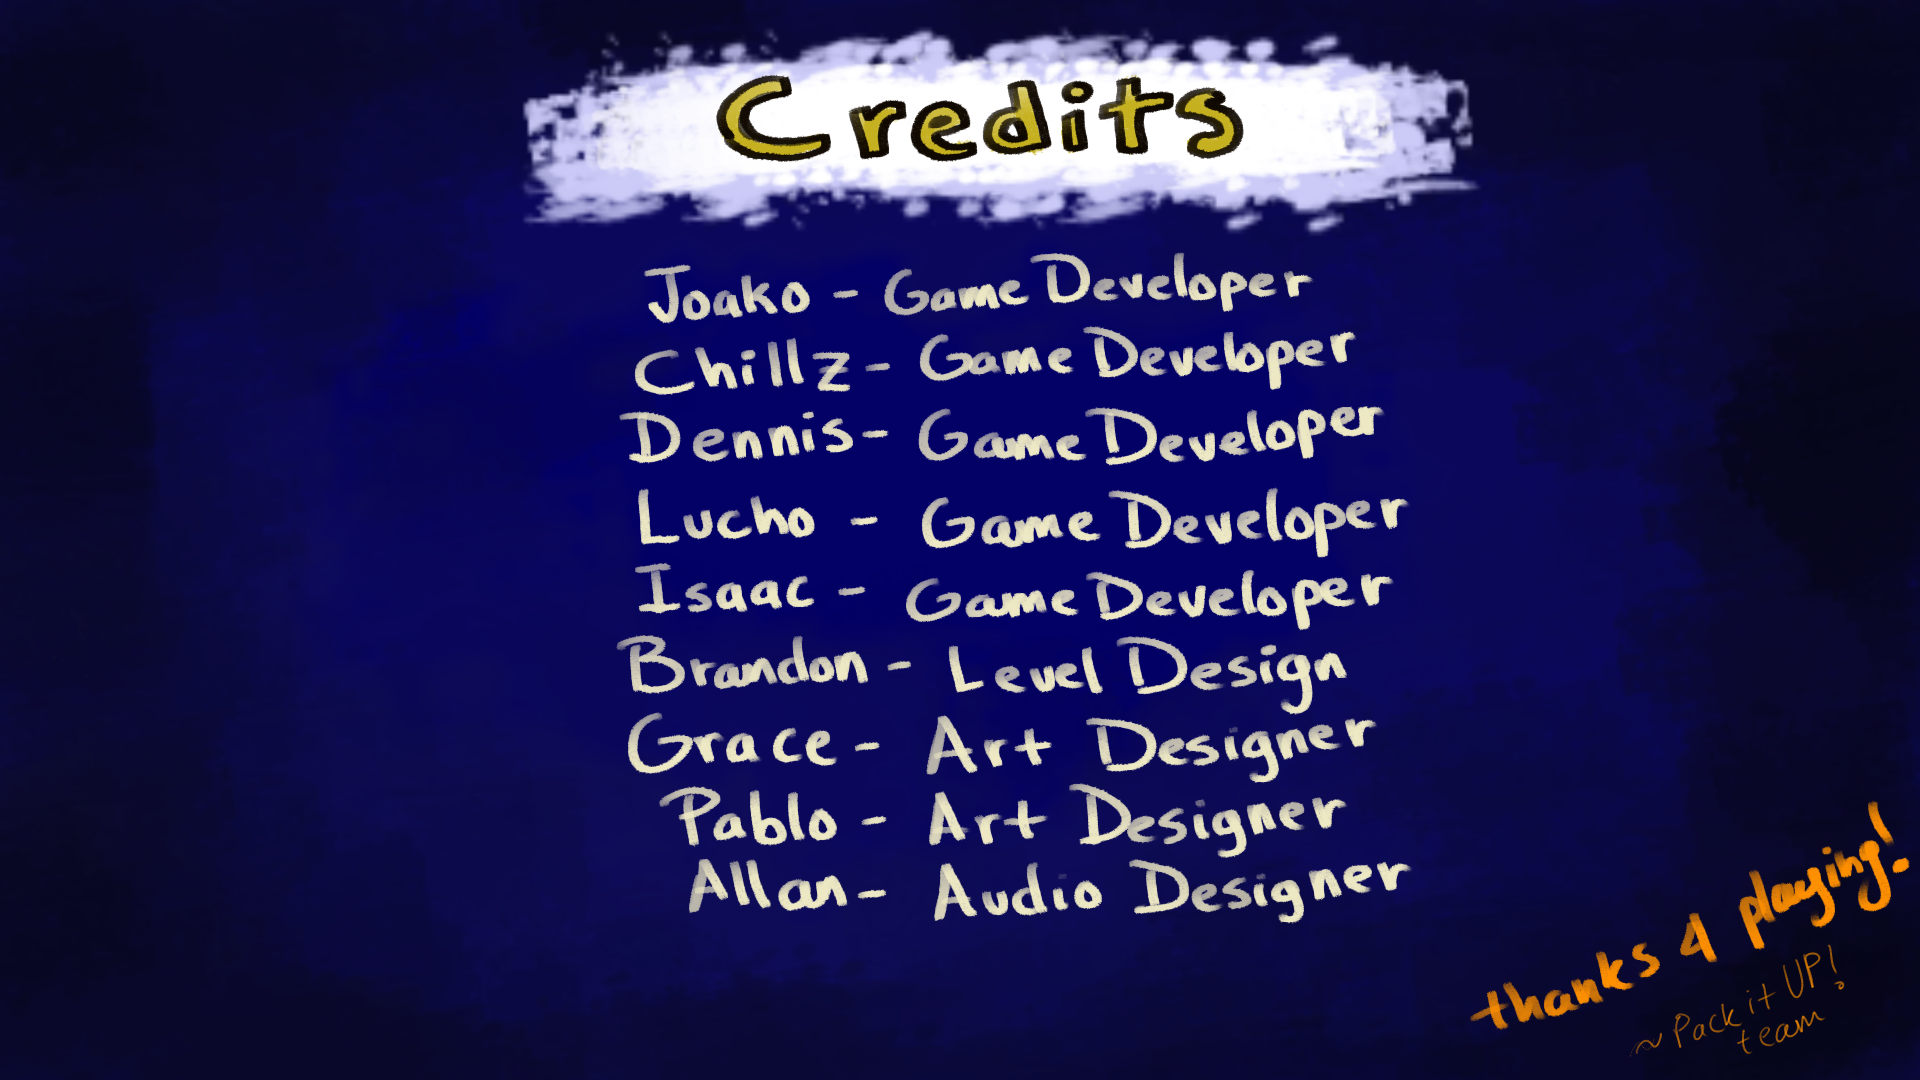 Credits
Joako - Game Developer
Chillz - Game Developer
Dennis - Game Developer
Lucho - Game Developer
Isaac - Game Developer
Brandon - Level Design
Grace - Art Designer
Pablo - Art Designer
Allan - Audio Designer
thanks 4 playing!
~ Pack it UP!
team